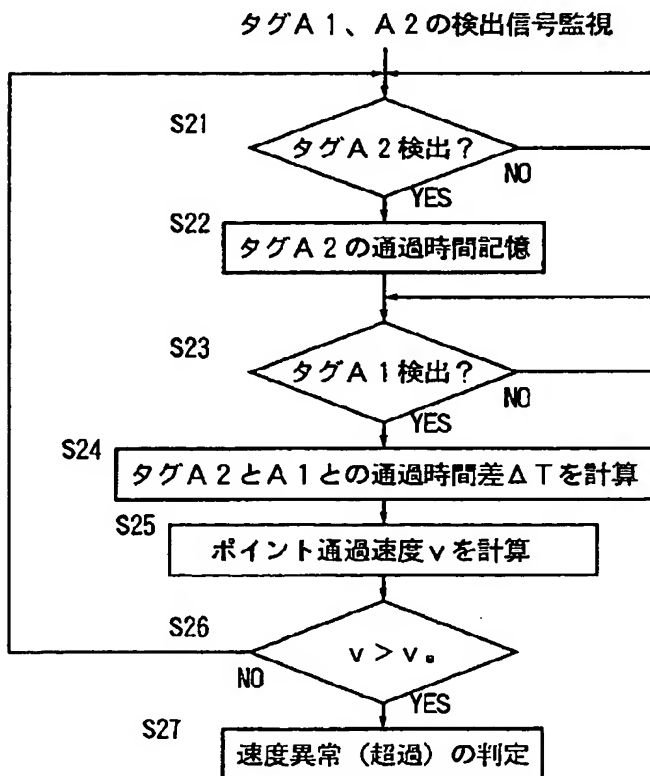 タグA1、A2の検出信号監視
S21
タグA2検出?
NO
YES
S22
タグA2の通過時間記憶
S23
タグA1検出?
NO
YES
S24
タグA2とA1との通過時間差ΔTを計算
S25
ポイント通過速度vを計算
S26
v>v。
NO
YES
S27
速度異常(超過)の判定